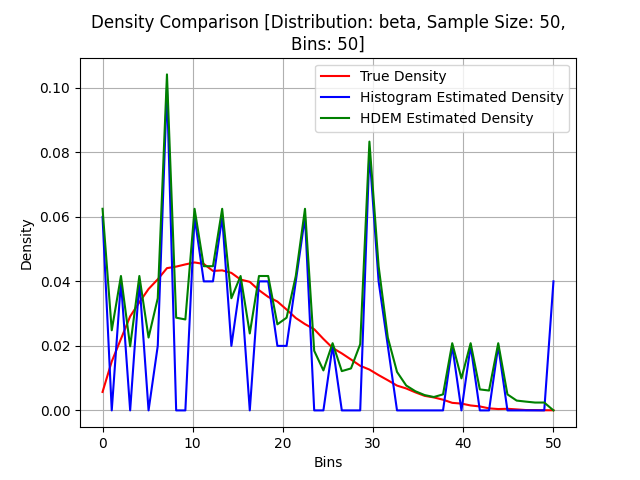 Density Comparison [Distribution: beta, Sample Size: 50,
Bins: 50]
True Density
Histogram Estimated Density
HDEM Estimated Density
Density
0.10
0.08
0.06
0.04
0.02
0.00
0 10 20 30 40 50
Bins